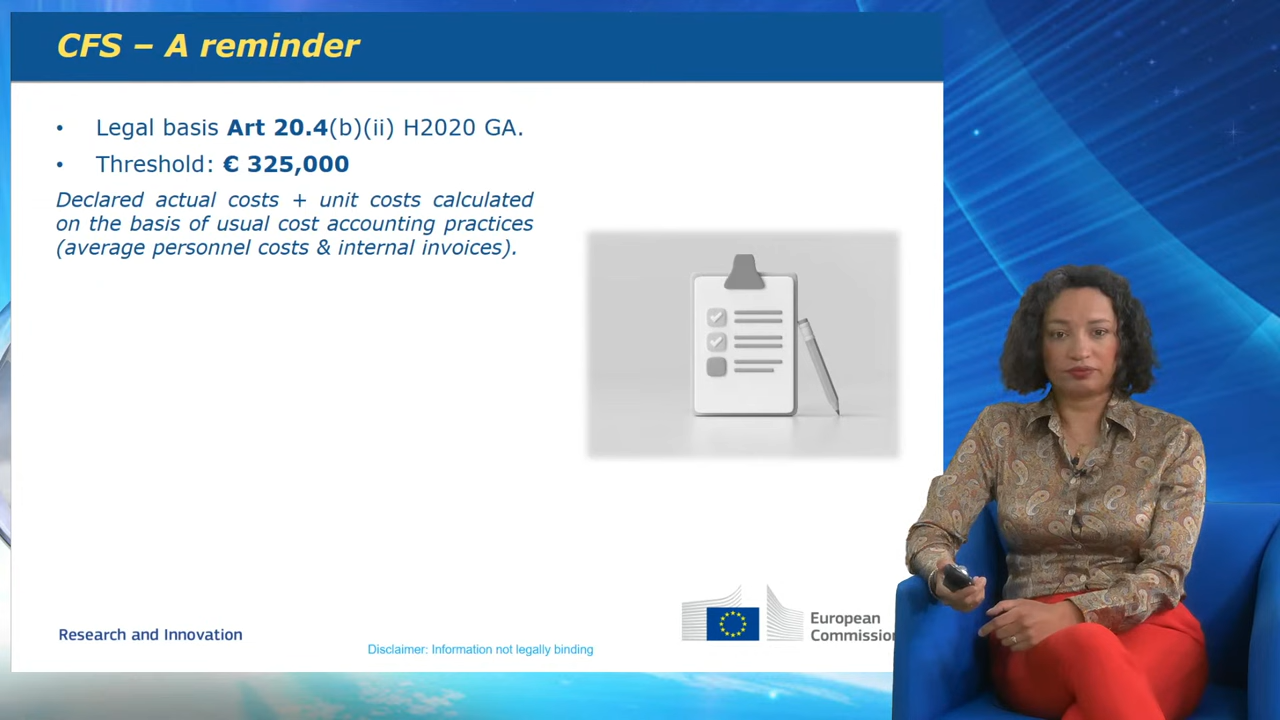 CFS – A reminder
• Legal basis Art 20.4(b)(ii) H2020 GA.
• Threshold: € 325,000
Declared actual costs + unit costs calculated
on the basis of usual cost accounting practices
(average personnel costs & internal invoices).
Research and Innovation
Disclaimer: Information not legally binding
European
Commission